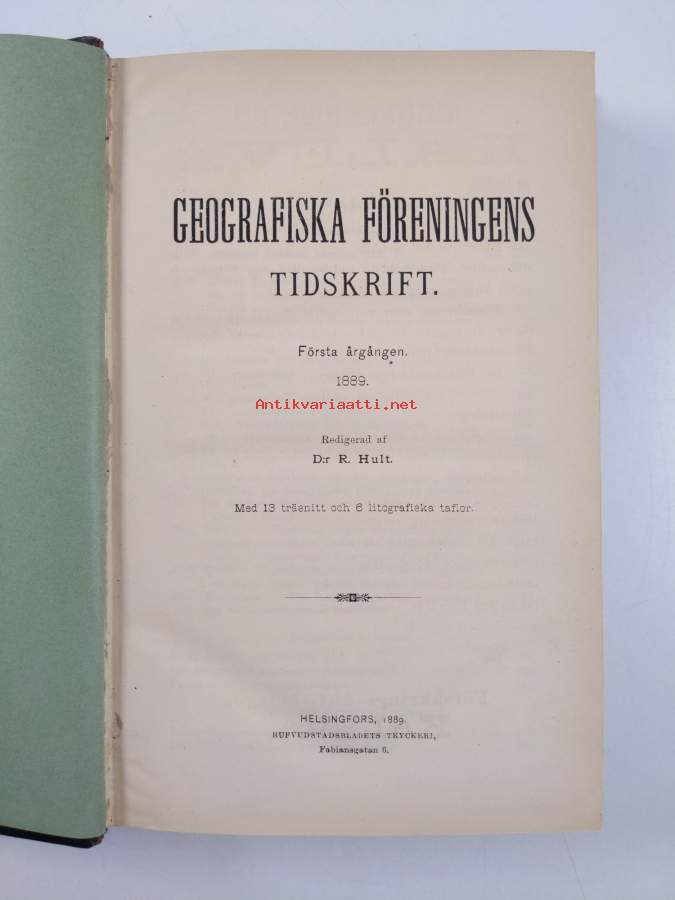 GEOGRAFISKA FÖRENINGENS
TIDSKRIFT.
Första årgången.
1889.
Antikvariaatti.net
Redigerad af
D:r R. Hult.
Med 13 träsnitt och 6 litografiska taflor.
HELSINGFORS, 1889.
HUFVUDSTADSBLADETS TRYCKERI,
Fabiansgatan 6.